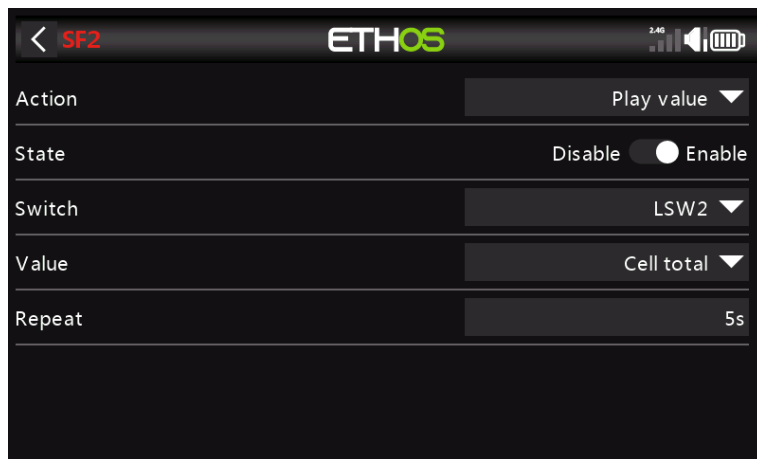 SF2 ETHOS 2.4G
Action Play value
State Disable Enable
Switch LSW2
Value Cell total
Repeat 5s